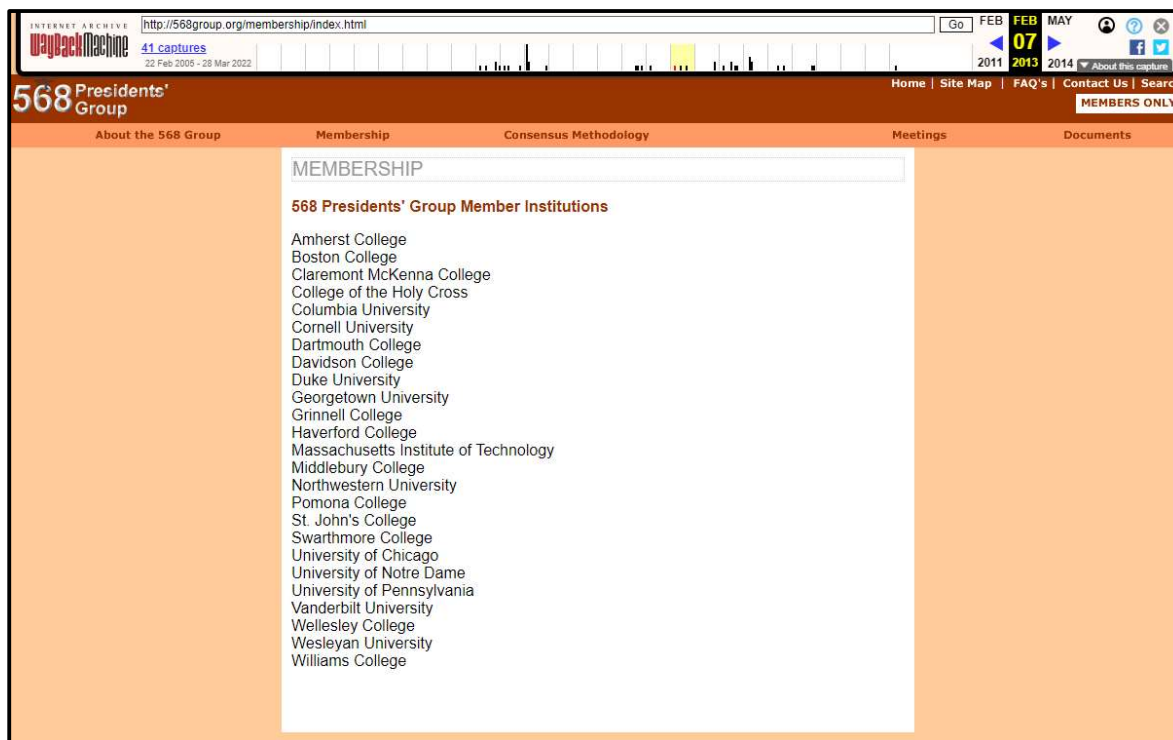 INTERNET ARCHIVE
WayBackMachine
http://568group.org/membership/index.html
Go
FEB FEB MAY
07
2011 2013 2014
41 captures
22 Feb 2005 - 28 Mar 2022
About this capture
568 Presidents' Group
Home | Site Map | FAQ's | Contact Us | Searc
MEMBERS ONLY
About the 568 Group Membership Consensus Methodology Meetings Documents
MEMBERSHIP
568 Presidents' Group Member Institutions
Amherst College
Boston College
Claremont McKenna College
College of the Holy Cross
Columbia University
Cornell University
Dartmouth College
Davidson College
Duke University
Georgetown University
Grinnell College
Haverford College
Massachusetts Institute of Technology
Middlebury College
Northwestern University
Pomona College
St. John's College
Swarthmore College
University of Chicago
University of Notre Dame
University of Pennsylvania
Vanderbilt University
Wellesley College
Wesleyan University
Williams College